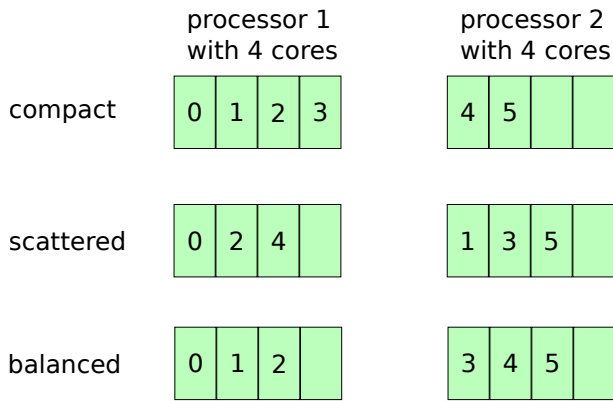 processor 1 processor 2
with 4 cores with 4 cores
compact 0 1 2 3 4 5
scattered 0 2 4 1 3 5
balanced 0 1 2 3 4 5